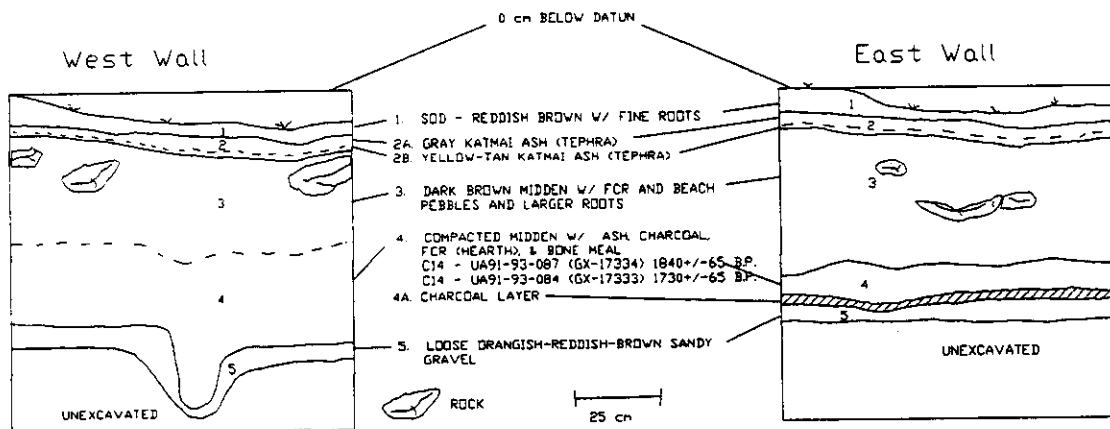 0 cm BELOW DATUN
West Wall
East Wall
1. SOD - REDDISH BROWN W/ FINE ROOTS
2A. GRAY KATMAI ASH (TEPHRA)
2B. YELLOW-TAN KATMAI ASH (TEPHRA)
3. DARK BROWN MIDDEN W/ FCR AND BEACH
PEBBLES AND LARGER ROOTS
4. COMPACTED MIDDEN W/ ASH, CHARCOAL,
FCR (HEARTH), & BONE MEAL
C14 - UA91-93-087 (GX-17334) 1840+/-65 B.P.
C14 - UA91-93-084 (GX-17333) 1730+/-65 B.P.
4A. CHARCOAL LAYER
5. LOOSE ORANGISH-REDDISH-BROWN SANDY
GRAVEL
1
2
3
4
5
UNEXCAVATED
ROCK
25 cm
1
2
3
4
5
UNEXCAVATED